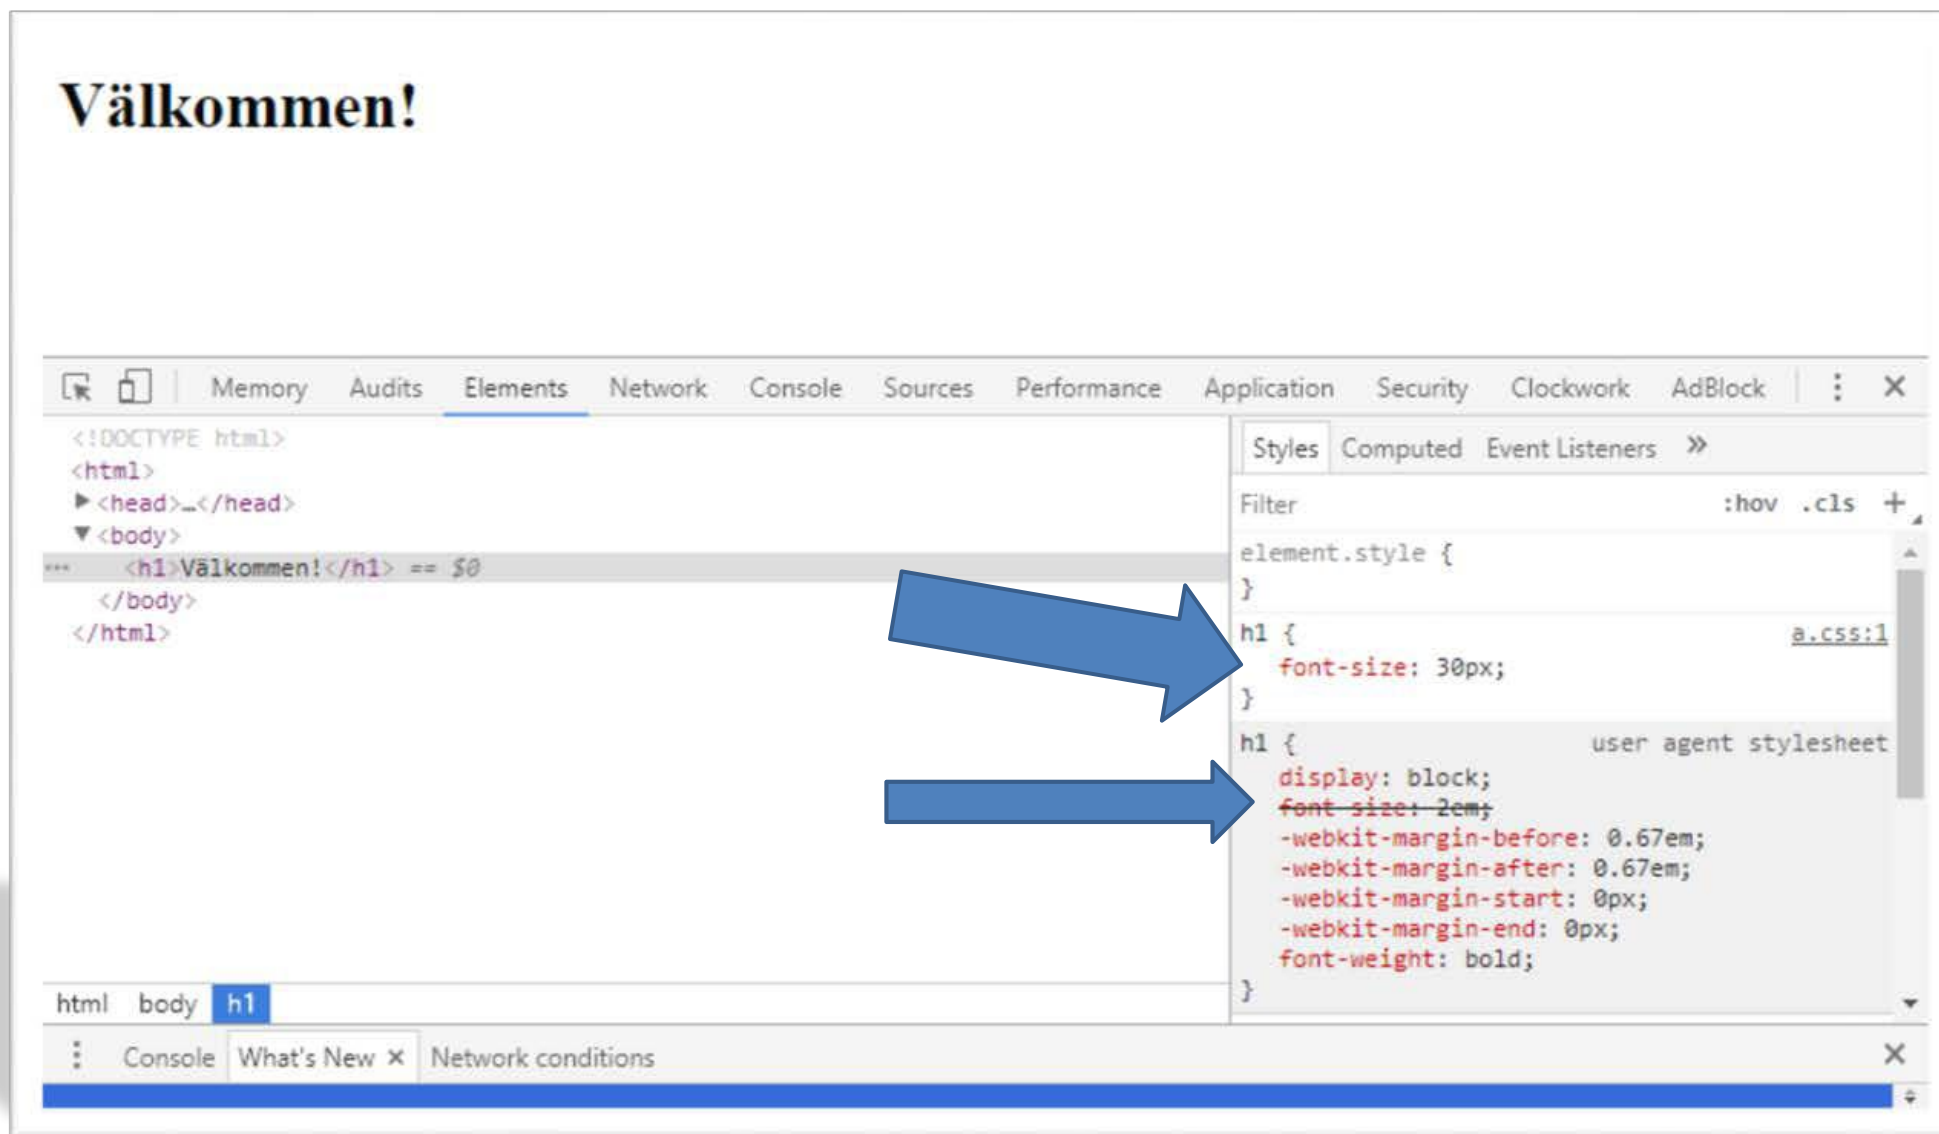 Välkommen!
Memory Audits Elements Network Console Sources Performance Application Security Clockwork AdBlock
<!DOCTYPE html>
<html>
<head>…</head>
<body>
<h1>Välkommen!</h1> == $0
</body>
</html>
html body h1
Styles Computed Event Listeners »
Filter :hov .cls +
element.style {
}
h1 { a.css:1
font-size: 30px;
}
h1 { user agent stylesheet
display: block;
font-size: 2em;
-webkit-margin-before: 0.67em;
-webkit-margin-after: 0.67em;
-webkit-margin-start: 0px;
-webkit-margin-end: 0px;
font-weight: bold;
}
Console What's New × Network conditions